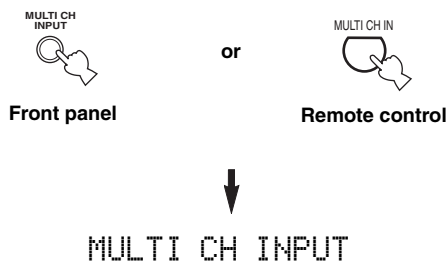 MULTI CH
INPUT
or
MULTI CH IN
Front panel
Remote control
MULTI CH INPUT